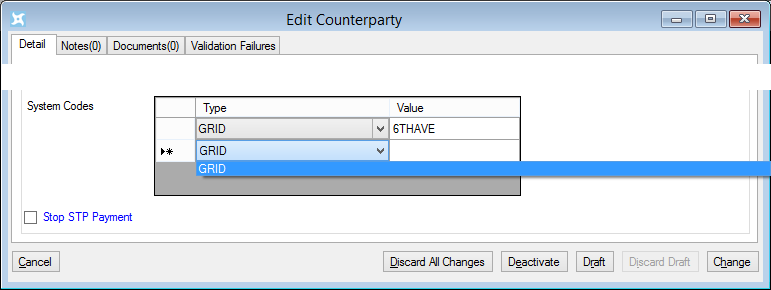 Edit Counterparty
Detail Notes(0) Documents(0) Validation Failures
System Codes
Type Value
GRID 6THAVE
GRID
GRID
Stop STP Payment
Cancel Discard All Changes Deactivate Draft Discard Draft Change